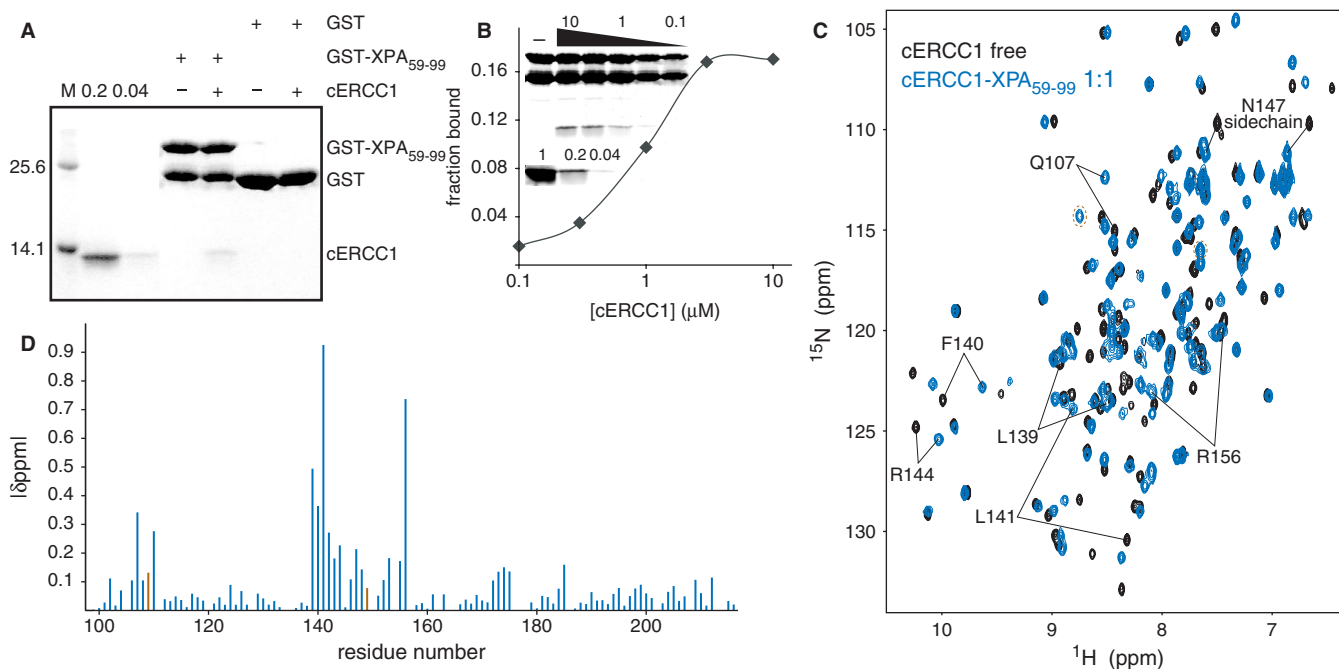 A
+ + GST
+ + GST-XPA59-99
− + − + cERCC1
M 0.2 0.04
GST-XPA59-99
25.6
GST
14.1
cERCC1
B
10 1 0.1
−
0.16
0.12
0.08
0.04
1 0.2 0.04
fraction bound
0.1 1 10
[cERCC1] (μM)
C
cERCC1 free
cERCC1-XPA59-99 1:1
N147
sidechain
Q107
F140
L139
R144
R156
L141
105
110
115
120
125
130
15N (ppm)
10 9 8 7
1H (ppm)
D
0.9
0.8
0.7
0.6
0.5
0.4
0.3
0.2
0.1
|δppm|
100 120 140 160 180 200
residue number